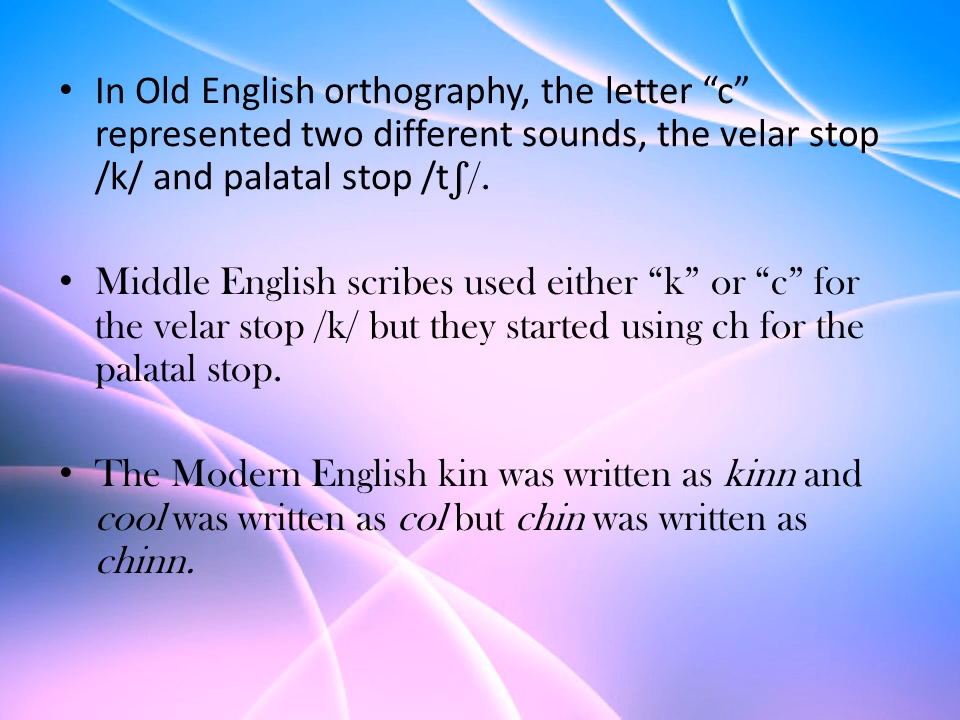 • In Old English orthography, the letter “c”
represented two different sounds, the velar stop
/k/ and palatal stop /tʃ/.
• Middle English scribes used either “k” or “c” for
the velar stop /k/ but they started using ch for the
palatal stop.
• The Modern English kin was written as kinn and
cool was written as col but chin was written as
chinn.